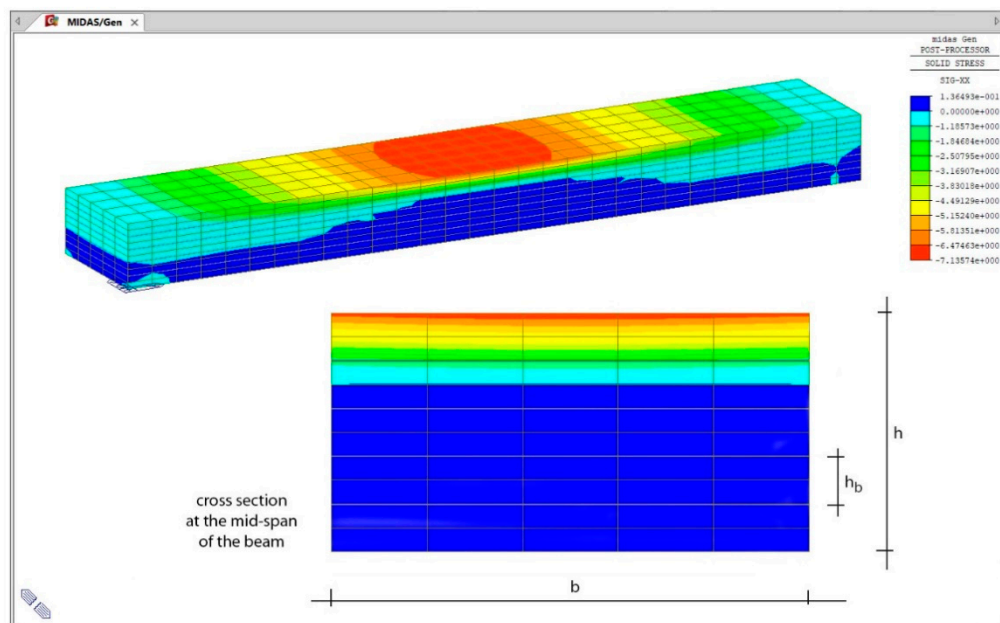 MIDAS/Gen
midas Gen
POST-PROCESSOR
SOLID STRESS
SIG-XX
1.36493e-001
0.00000e+000
-1.18573e+000
-1.84684e+000
-2.50795e+000
-3.16907e+000
-3.83018e+000
-4.49129e+000
-5.15240e+000
-5.81351e+000
-6.47463e+000
-7.13574e+000
h
hb
cross section
at the mid-span
of the beam
b